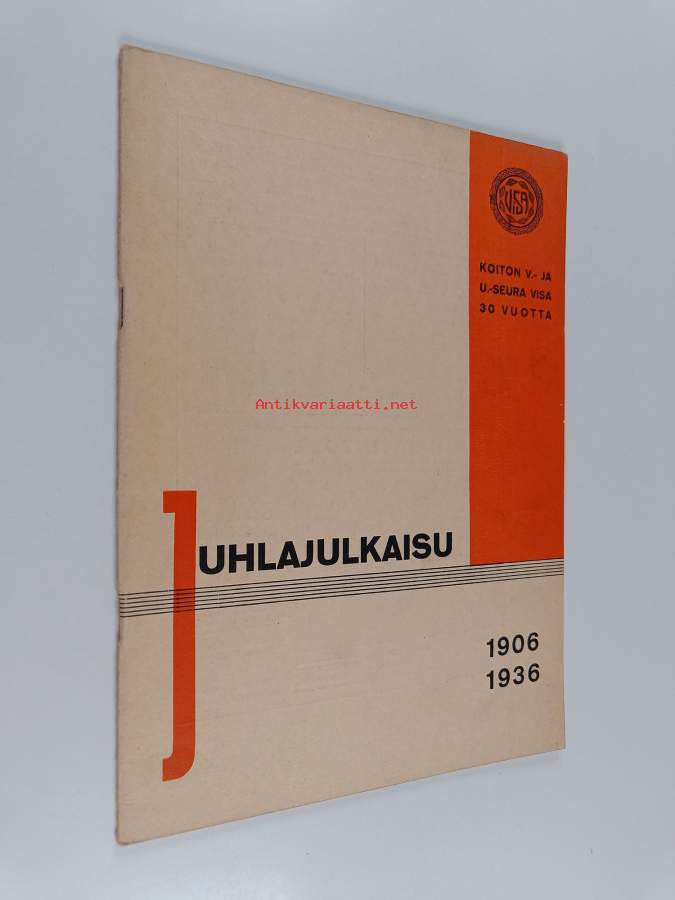 VISA
KOITON V.- JA
U.-SEURA VISA
30 VUOTTA
Antikvariaatti.net
JUHLAJULKAISU
1906
1936